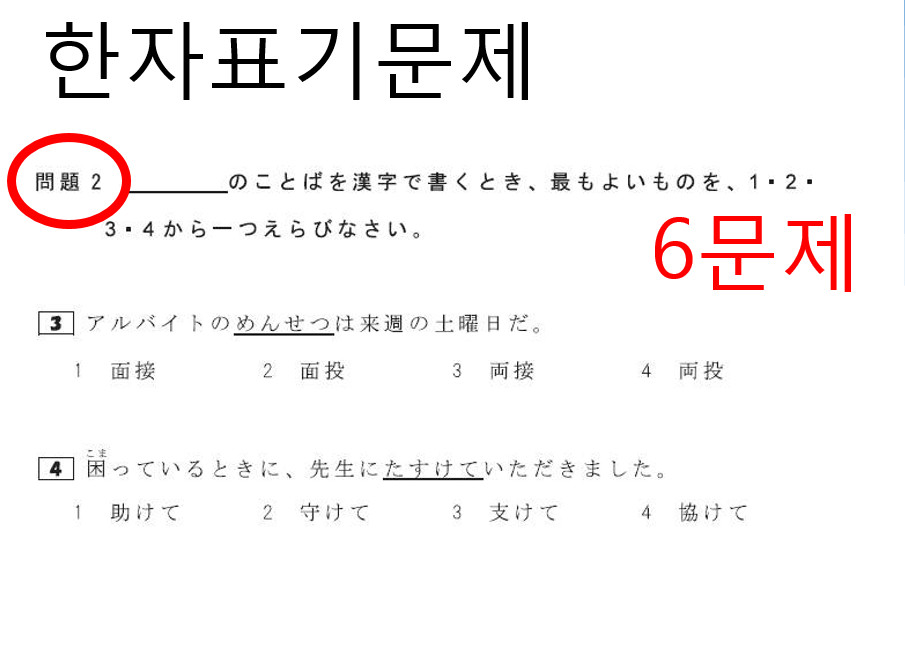 한자표기문제
問題2 ＿＿＿＿のことばを漢字で書くとき、最もよいものを、1・2・
3・4から一つえらびなさい。
6문제
3 アルバイトのめんせつは来週の土曜日だ。
1 面接 2 面投 3 両接 4 両投
こま
4 困っているときに、先生にたすけていただきました。
1 助けて 2 守けて 3 支けて 4 協けて